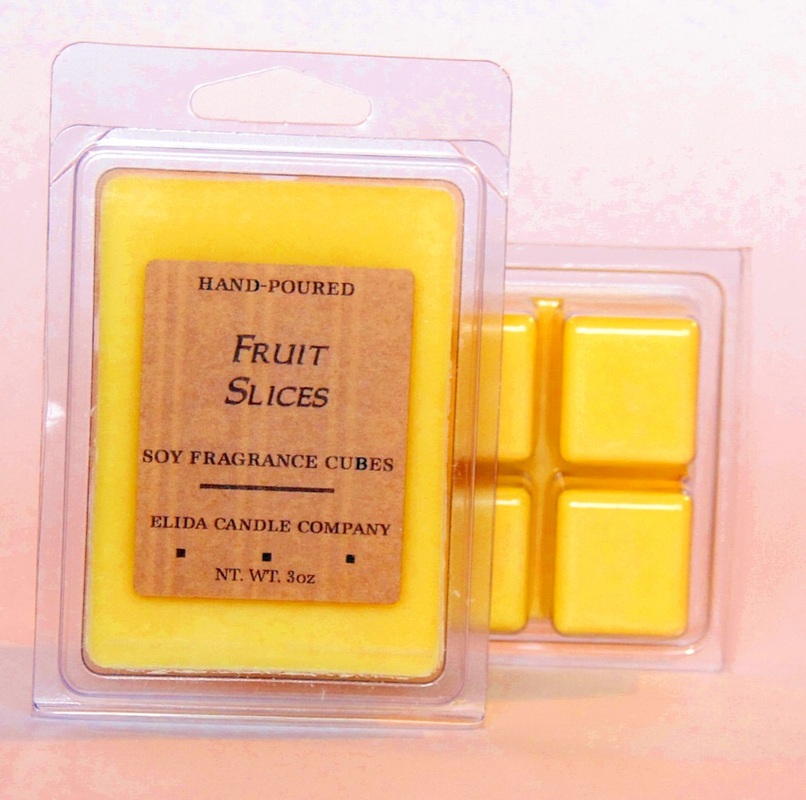 HAND-POURED
FRUIT
SLICES
SOY FRAGRANCE CUBES
ELIDA CANDLE COMPANY
NT. WT. 3oz